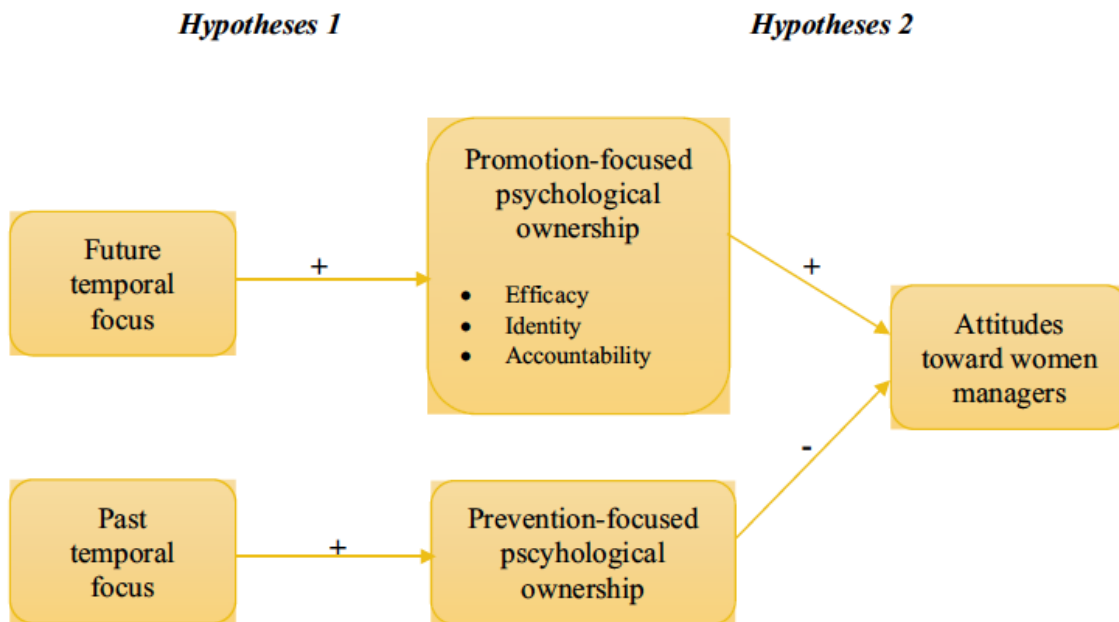 Hypotheses 1
Hypotheses 2
Promotion-focused
psychological
ownership
• Efficacy
• Identity
• Accountability
Future
temporal
focus
+
+
Attitudes
toward women
managers
-
Past
temporal
focus
+
Prevention-focused
pscyhological
ownership